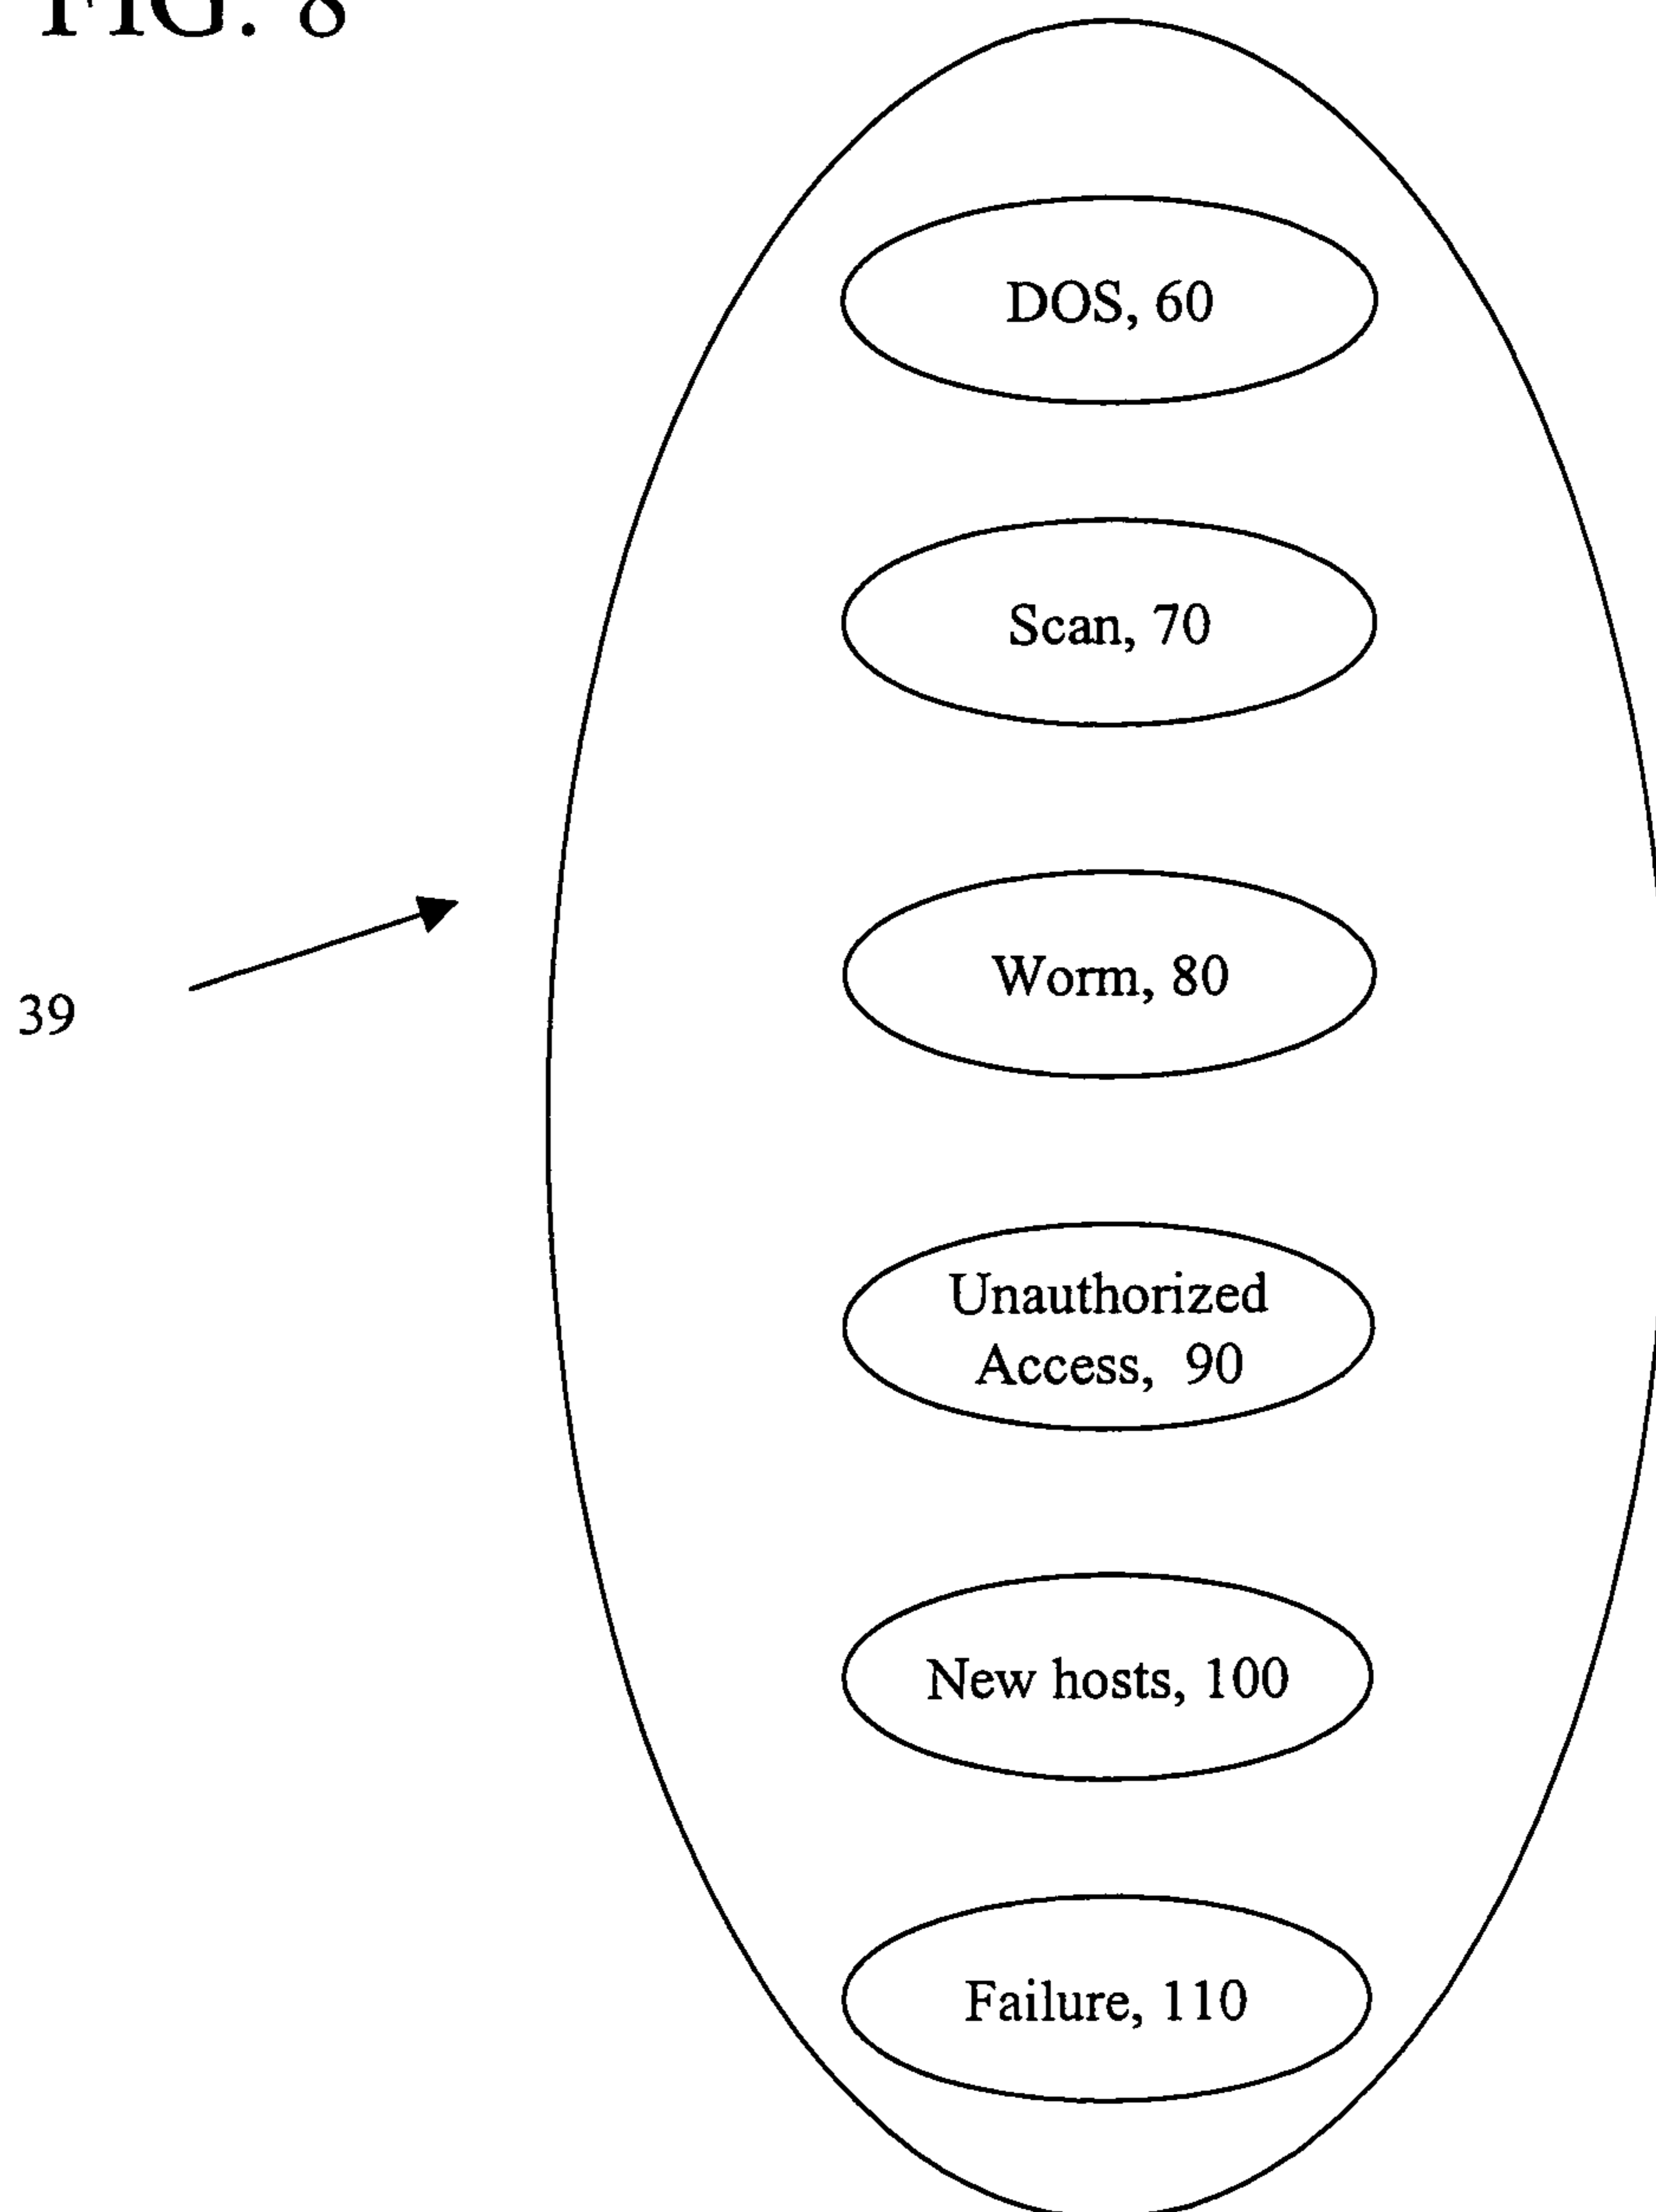 FIG. 8
DOS, 60
Scan, 70
Worm, 80
39
Unauthorized
Access, 90
New hosts, 100
Failure, 110